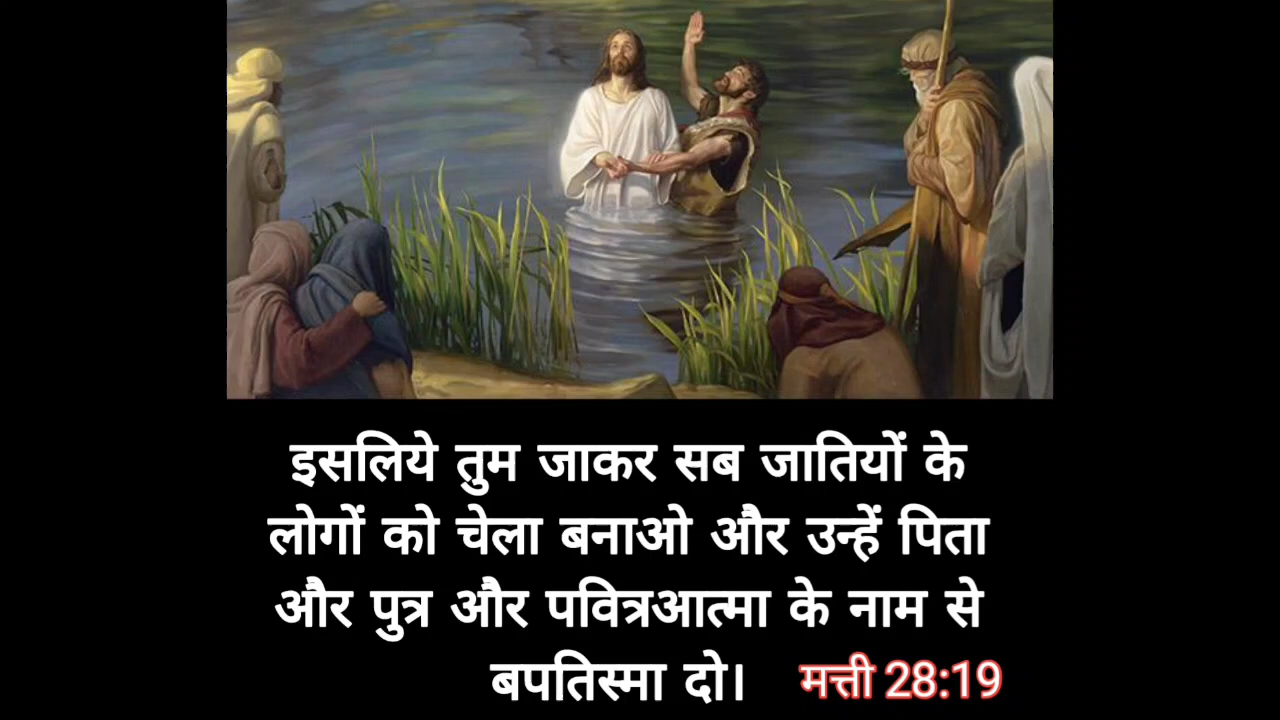 इसलिये तुम जाकर सब जातियों के
लोगों को चेला बनाओ और उन्हें पिता
और पुत्र और पवित्रआत्मा के नाम से
बपतिस्मा दो। मत्ती 28:19